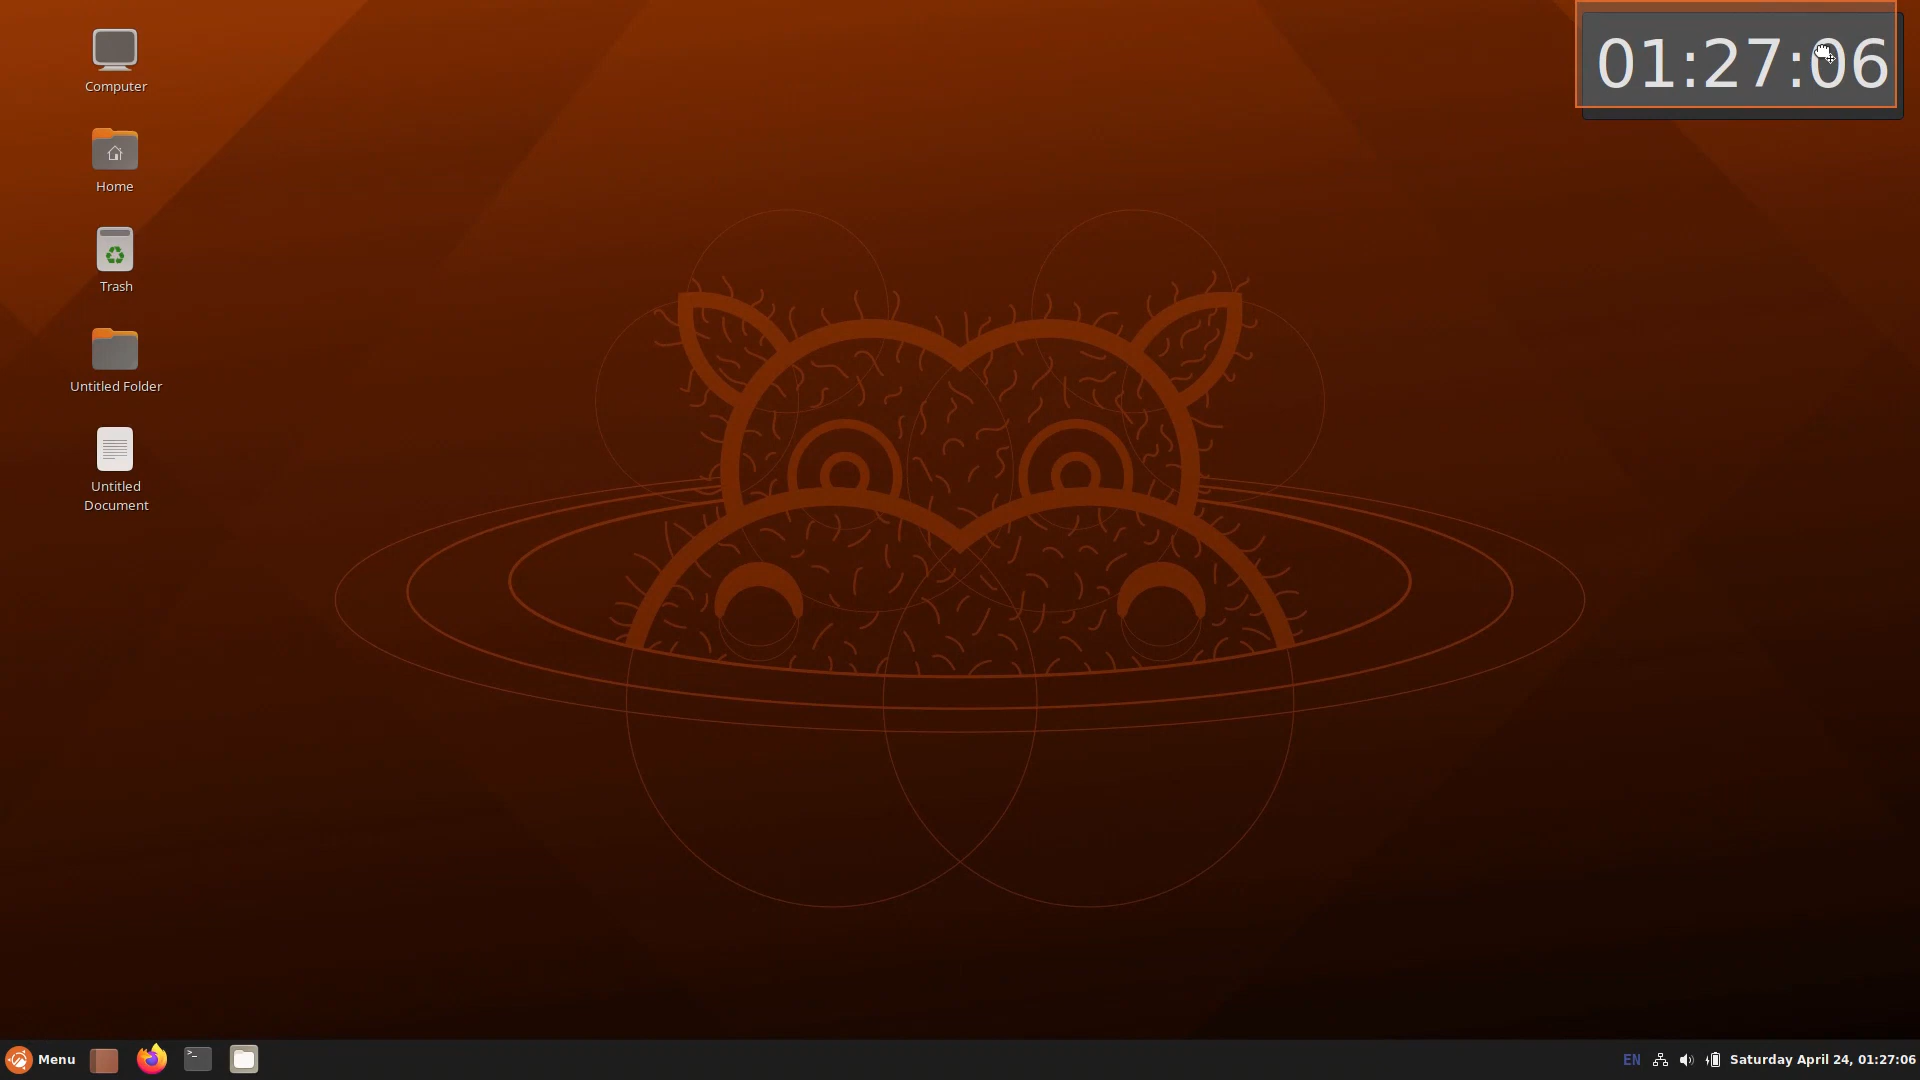 01:27:06
Computer
Home
Trash
Untitled Folder
Untitled
Document
Menu
>_
EN
Saturday April 24, 01:27:06